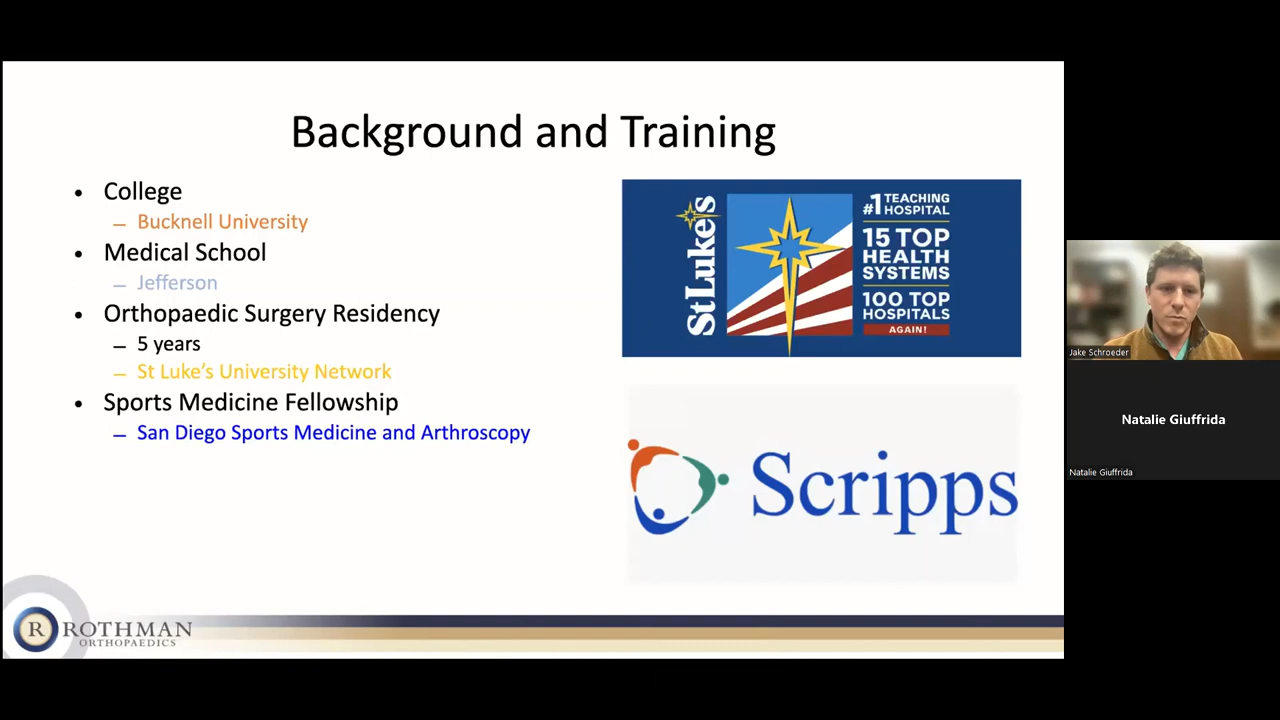 Background and Training
• College
– Bucknell University
• Medical School
– Jefferson
• Orthopaedic Surgery Residency
– 5 years
– St Luke's University Network
• Sports Medicine Fellowship
– San Diego Sports Medicine and Arthroscopy
St Luke's
#1 TEACHING HOSPITAL
15 TOP
HEALTH
SYSTEMS
100 TOP
HOSPITALS
AGAIN!
Scripps
R ROTHMAN
ORTHOPAEDICS
Jake Schroeder
Natalie Giuffrida
Natalie Giuffrida